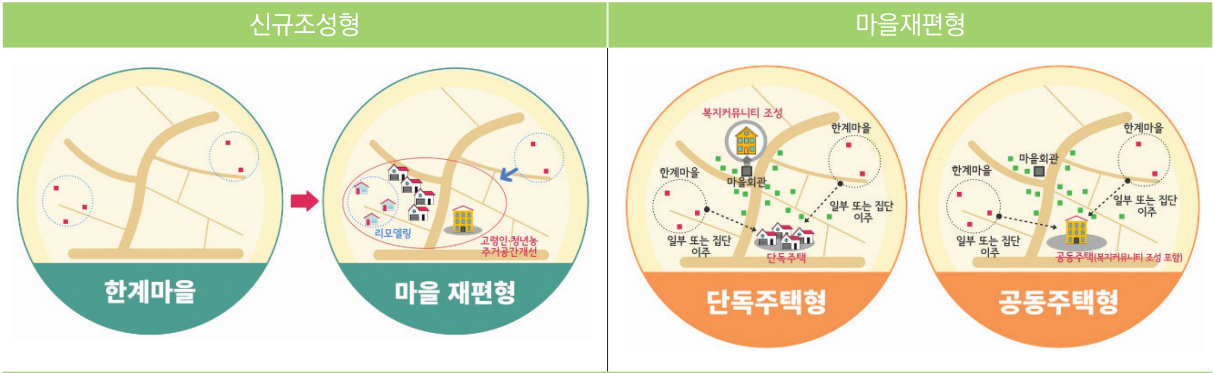 신규조성형
마을재편형
리모델링
고령인·청년농
주거공간개선
한계마을
마을 재편형
복지커뮤니티 조성
한계마을
마을회관
한계마을
일부 또는 집단
이주
일부 또는 집단
이주
단독주택
단독주택형
한계마을
마을회관
한계마을
일부 또는 집단
이주
일부 또는 집단
이주
공동주택(복지커뮤니티 조성 포함)
공동주택형